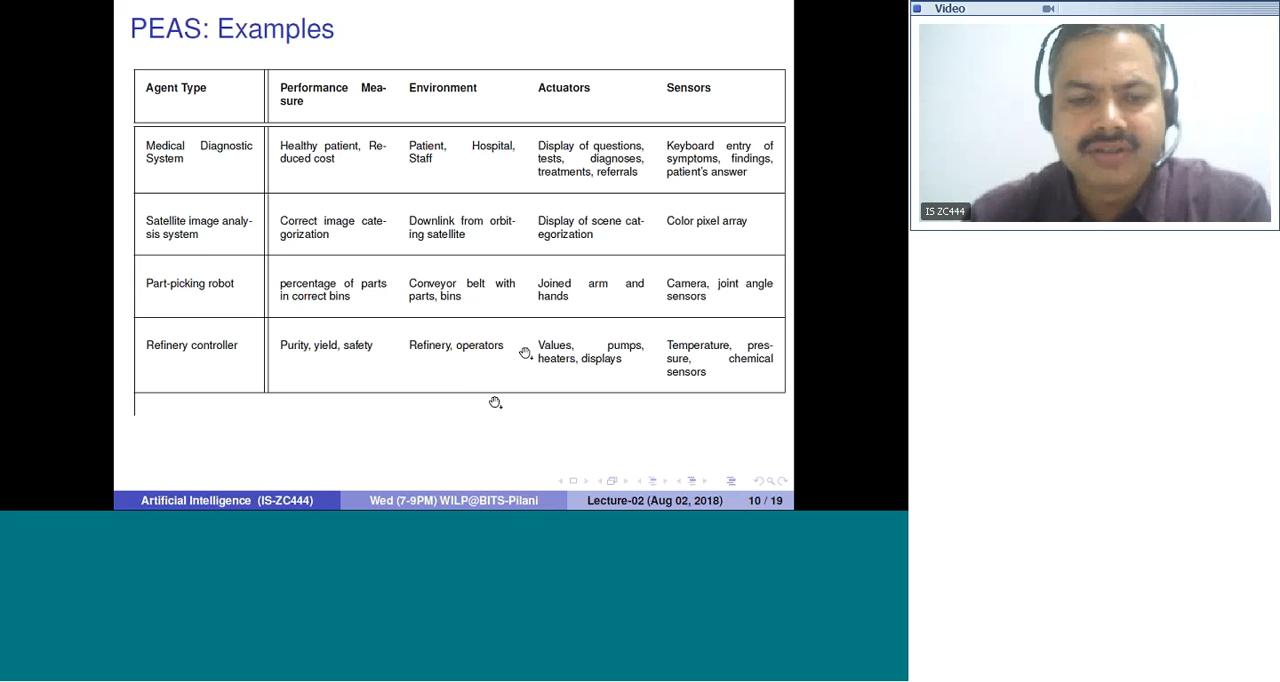 PEAS: Examples
Agent Type
Performance Mea-
sure
Environment
Actuators
Sensors
Medical Diagnostic
System
Healthy patient, Re-
duced cost
Patient, Hospital,
Staff
Display of questions,
tests, diagnoses,
treatments, referrals
Keyboard entry of
symptoms, findings,
patient's answer
Satellite image analy-
sis system
Correct image cate-
gorization
Downlink from orbit-
ing satellite
Display of scene cat-
egorization
Color pixel array
Part-picking robot
percentage of parts
in correct bins
Conveyor belt with
parts, bins
Joined arm and
hands
Camera, joint angle
sensors
Refinery controller
Purity, yield, safety
Refinery, operators
Values, pumps,
heaters, displays
Temperature, pres-
sure, chemical
sensors
Artificial Intelligence (IS-ZC444)
Wed (7-9PM) WILP@BITS-Pilani
Lecture-02 (Aug 02, 2018)
10 / 19
Video
IS ZC444